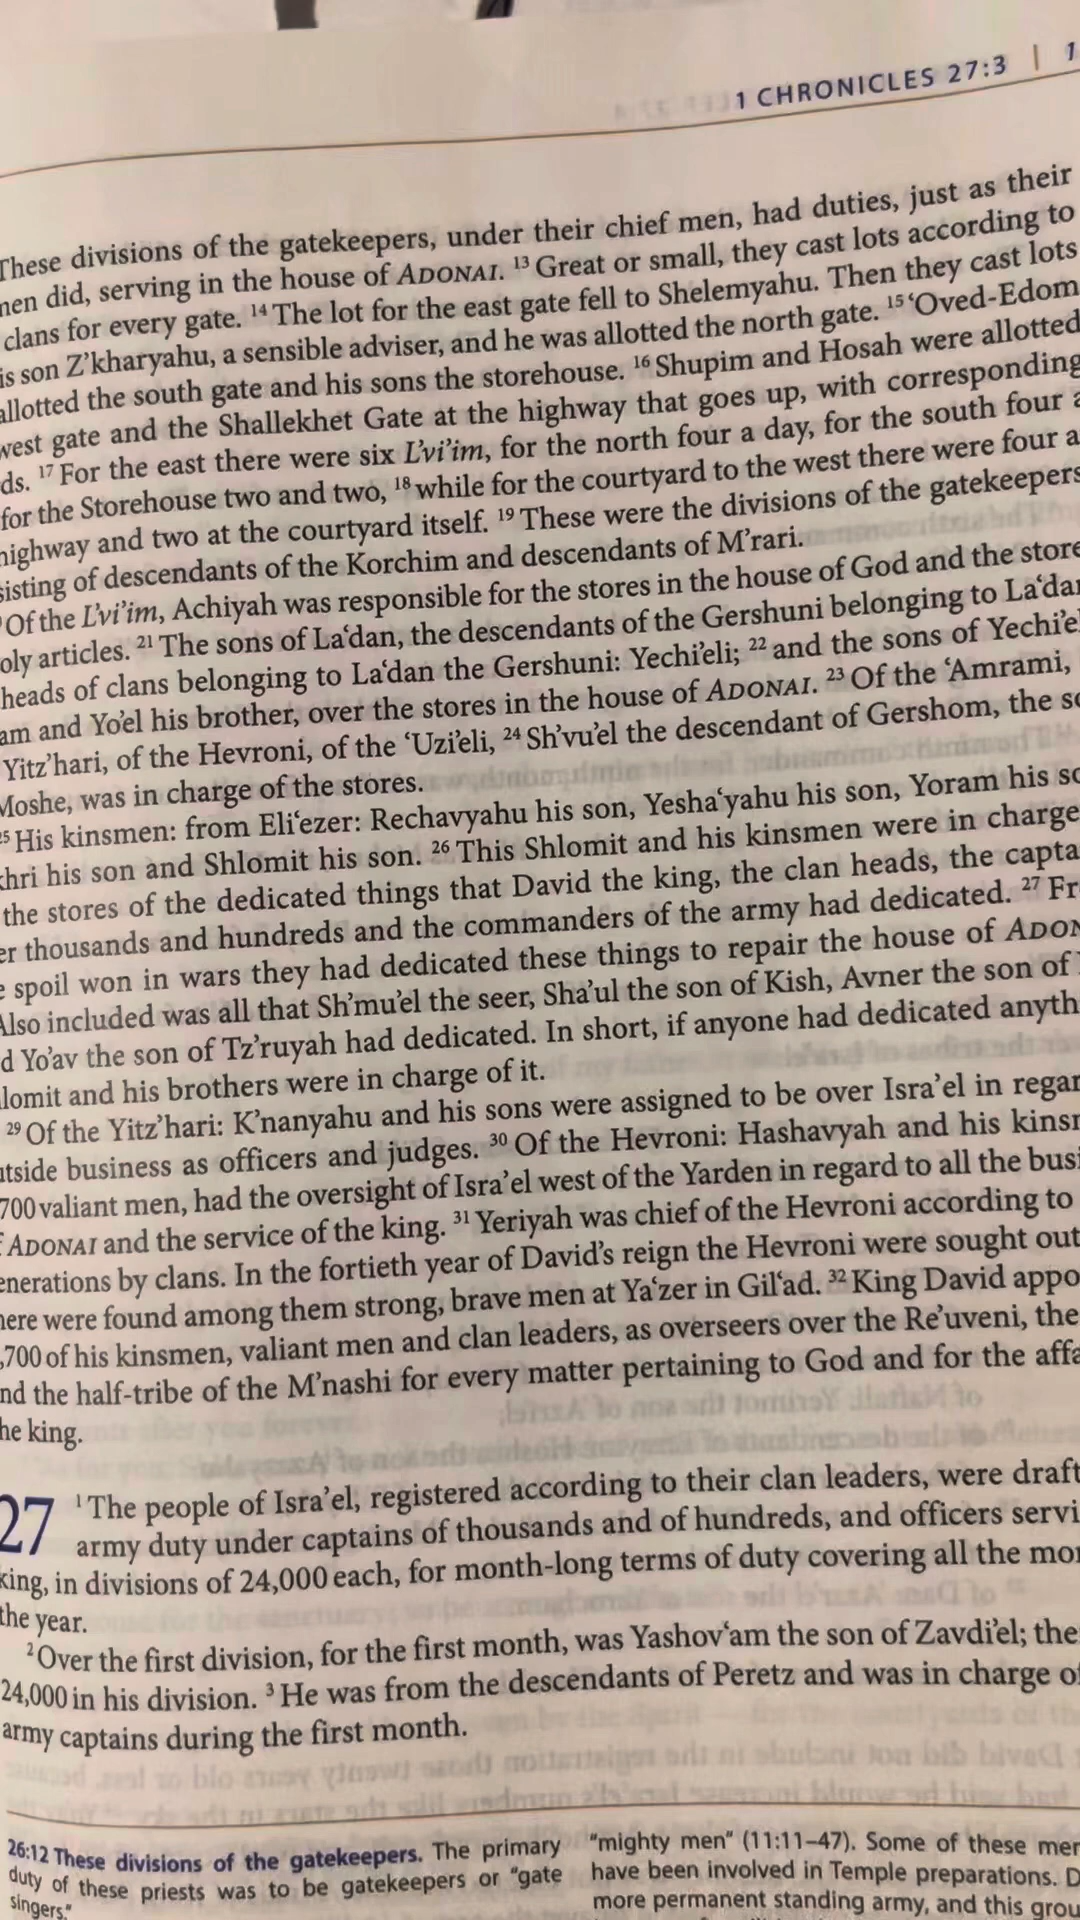 1 CHRONICLES 27:3 | 1
These divisions of the gatekeepers, under their chief men, had duties, just as their
men did, serving in the house of ADONAI. 13 Great or small, they cast lots according to
clans for every gate. 14 The lot for the east gate fell to Shelemyahu. Then they cast lots
is son Z'kharyahu, a sensible adviser, and he was allotted the north gate. 15 ‘Oved-Edom
allotted the south gate and his sons the storehouse. 16 Shupim and Hosah were allotted
west gate and the Shallekhet Gate at the highway that goes up, with corresponding
ds. 17 For the east there were six L’vi’im, for the north four a day, for the south four a
for the Storehouse two and two, 18 while for the courtyard to the west there were four a
highway and two at the courtyard itself. 19 These were the divisions of the gatekeepers
sisting of descendants of the Korchim and descendants of M’rari.
Of the L’vi’im, Achiyah was responsible for the stores in the house of God and the store
oly articles. 21 The sons of La‘dan, the descendants of the Gershuni belonging to La‘dan
heads of clans belonging to La‘dan the Gershuni: Yechi’eli; 22 and the sons of Yechi’el
am and Yo’el his brother, over the stores in the house of ADONAI. 23 Of the ‘Amrami,
Yitz’hari, of the Hevroni, of the ‘Uzi’eli, 24 Sh’vu’el the descendant of Gershom, the so
Moshe, was in charge of the stores.
25 His kinsmen: from Eli‘ezer: Rechavyahu his son, Yesha‘yahu his son, Yoram his so
khri his son and Shlomit his son. 26 This Shlomit and his kinsmen were in charge
the stores of the dedicated things that David the king, the clan heads, the capta
er thousands and hundreds and the commanders of the army had dedicated. 27 Fr
e spoil won in wars they had dedicated these things to repair the house of ADON
Also included was all that Sh’mu’el the seer, Sha’ul the son of Kish, Avner the son of
d Yo’av the son of Tz’ruyah had dedicated. In short, if anyone had dedicated anyth
lomit and his brothers were in charge of it.
29 Of the Yitz’hari: K’nanyahu and his sons were assigned to be over Isra’el in regar
utside business as officers and judges. 30 Of the Hevroni: Hashavyah and his kinsm
700 valiant men, had the oversight of Isra’el west of the Yarden in regard to all the busi
f ADONAI and the service of the king. 31 Yeriyah was chief of the Hevroni according to
enerations by clans. In the fortieth year of David’s reign the Hevroni were sought out
here were found among them strong, brave men at Ya‘zer in Gil‘ad. 32 King David appo
,700 of his kinsmen, valiant men and clan leaders, as overseers over the Re’uveni, the
nd the half-tribe of the M’nashi for every matter pertaining to God and for the affa
he king.
27 1 The people of Isra’el, registered according to their clan leaders, were draft
army duty under captains of thousands and of hundreds, and officers servi
king, in divisions of 24,000 each, for month-long terms of duty covering all the mon
the year.
2 Over the first division, for the first month, was Yashov‘am the son of Zavdi’el; the
24,000 in his division. 3 He was from the descendants of Peretz and was in charge of
army captains during the first month.
26:12 These divisions of the gatekeepers. The primary
duty of these priests was to be gatekeepers or “gate
singers.”
“mighty men” (11:11–47). Some of these men
have been involved in Temple preparations. D
more permanent standing army, and this grou